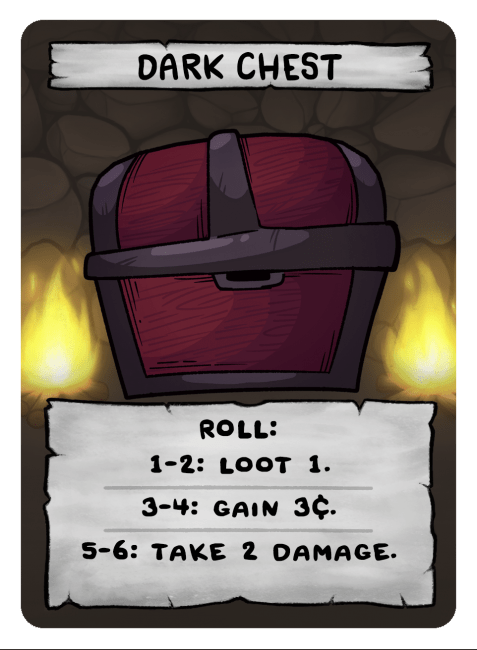 DARK CHEST
ROLL:
1-2: LOOT 1.
3-4: GAIN 3¢.
5-6: TAKE 2 DAMAGE.